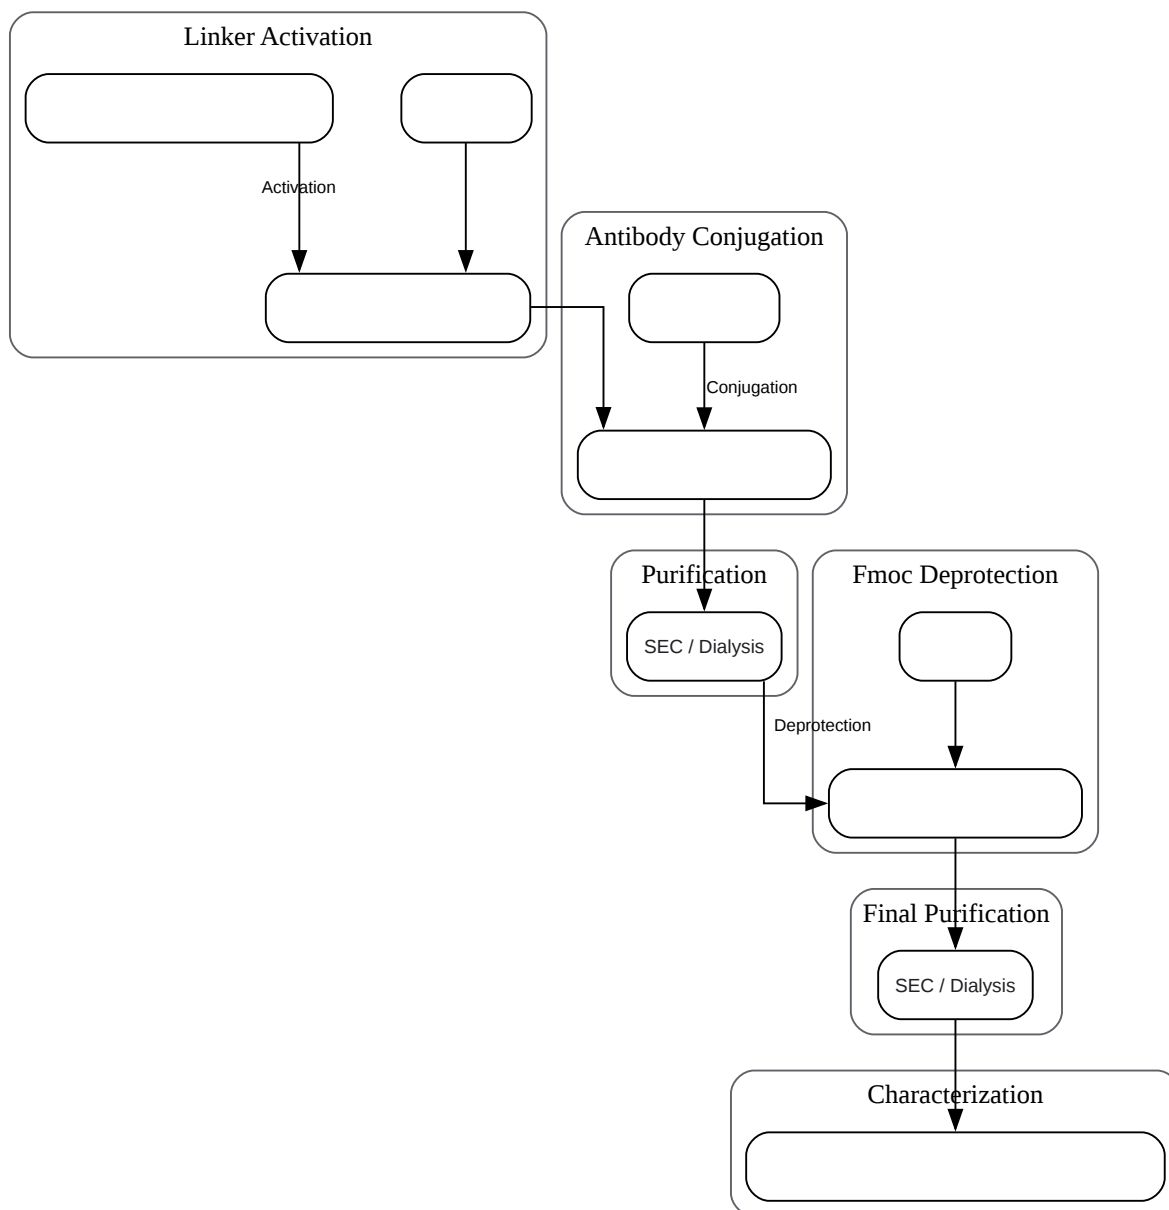 Linker Activation
Activation
Antibody Conjugation
Conjugation
Purification
Fmoc Deprotection
SEC / Dialysis
Deprotection
Final Purification
SEC / Dialysis
Characterization